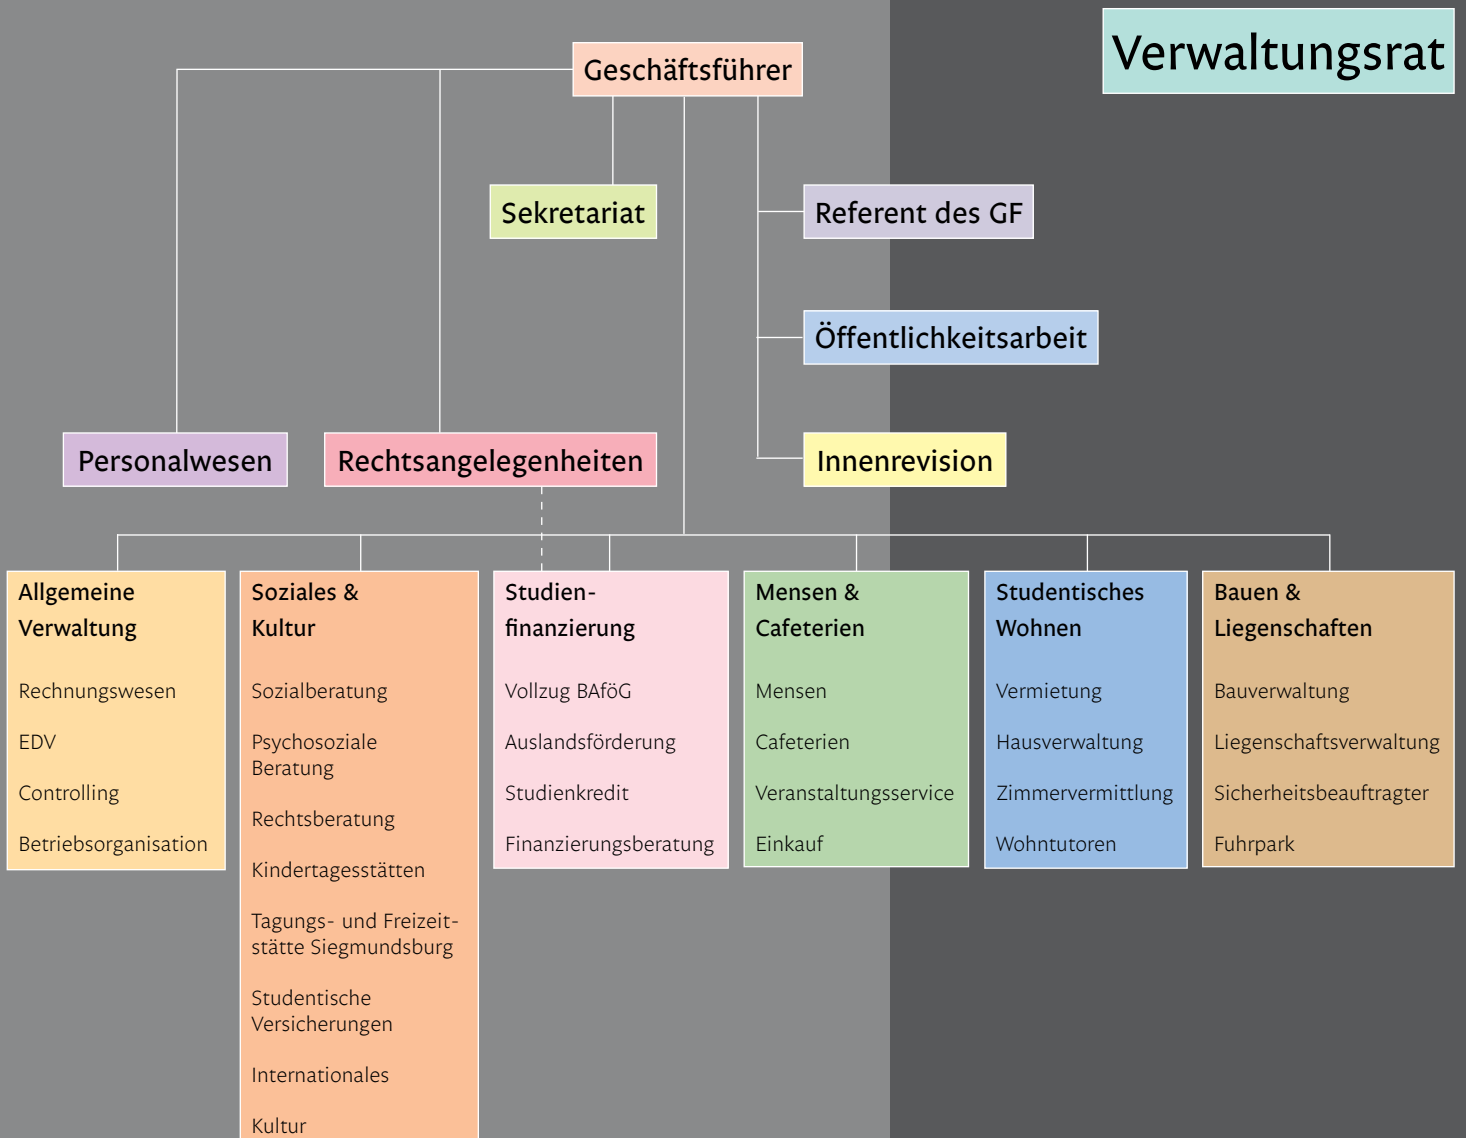 Verwaltungsrat
Geschäftsführer
Sekretariat
Referent des GF
Öffentlichkeitsarbeit
Personalwesen
Rechtsangelegenheiten
Innenrevision
Allgemeine
Verwaltung
Rechnungswesen
EDV
Controlling
Betriebsorganisation
Soziales &
Kultur
Sozialberatung
Psychosoziale
Beratung
Rechtsberatung
Kindertagesstätten
Tagungs- und Freizeit-
stätte Siegmundsburg
Studentische
Versicherungen
Internationales
Kultur
Studien-
finanzierung
Vollzug BAföG
Auslandsförderung
Studienkredit
Finanzierungsberatung
Mensen &
Cafeterien
Mensen
Cafeterien
Veranstaltungsservice
Einkauf
Studentisches
Wohnen
Vermietung
Hausverwaltung
Zimmervermittlung
Wohntutoren
Bauen &
Liegenschaften
Bauverwaltung
Liegenschaftsverwaltung
Sicherheitsbeauftragter
Fuhrpark